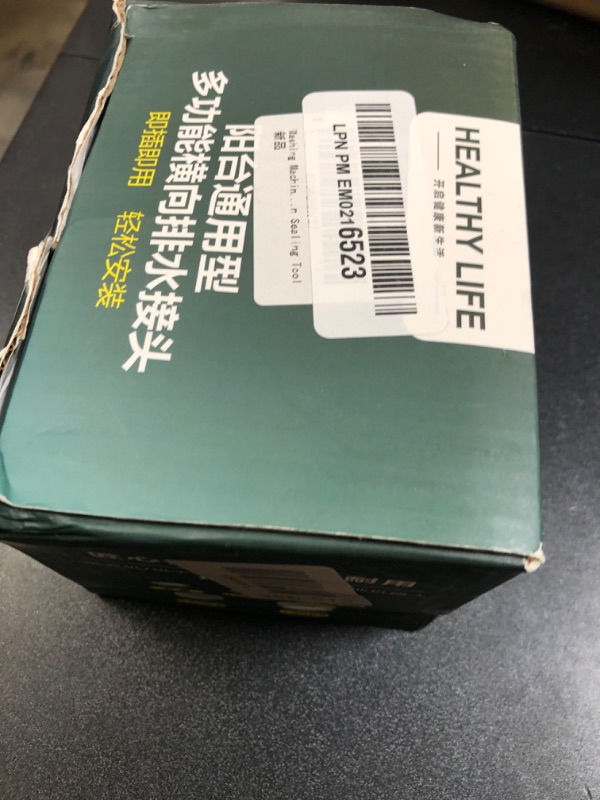 HEALTHY LIFE
开启健康新生活
LPN PM EM0216523
Washing Machin...n Sealing Tool
新品
阳台通用型
多功能横向排水接头
即插即用 轻松安装
耐用